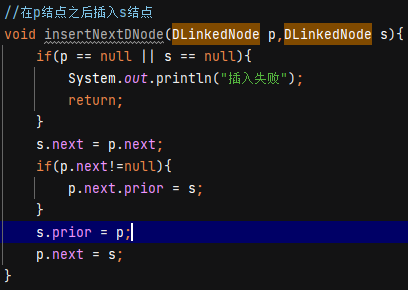 //在p结点之后插入s结点
void insertNextDNode(DLinkedNode p,DLinkedNode s){
    if(p == null || s == null){
        System.out.println("插入失败");
        return;
    }
    s.next = p.next;
    if(p.next!=null){
        p.next.prior = s;
    }
    s.prior = p;
    p.next = s;
}